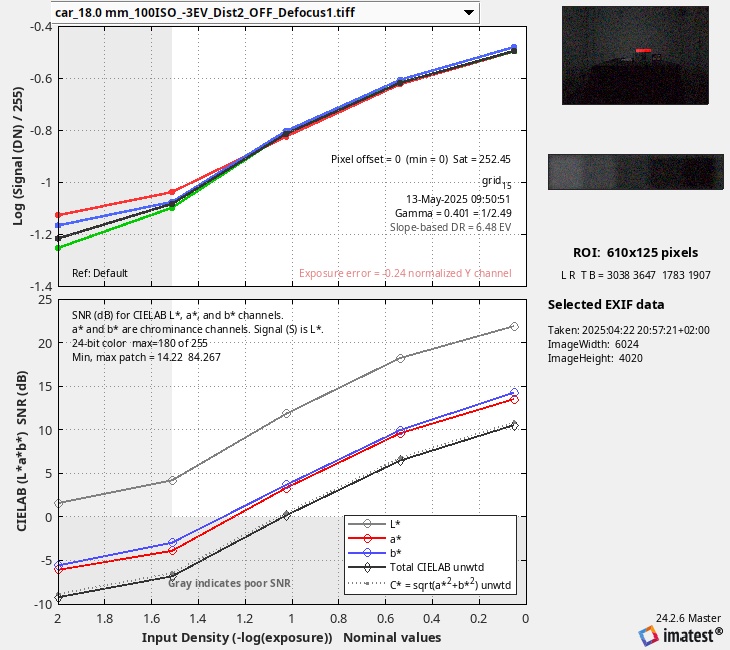 car_18.0 mm_100ISO_-3EV_Dist2_OFF_Defocus1.tiff
-0.4
-0.6
-0.8
-1
-1.2
-1.4
Log (Signal (DN) / 255)
Pixel offset = 0 (min = 0) Sat = 252.45
grid15
13-May-2025 09:50:51
Gamma = 0.401 = 1/2.49
Slope-based DR = 6.48 EV
Ref: Default
Exposure error = -0.24 normalized Y channel
ROI: 610x125 pixels
L R T B = 3038 3647 1783 1907
Selected EXIF data
Taken: 2025:04:22 20:57:21+02:00
ImageWidth: 6024
ImageHeight: 4020
25
20
15
10
5
0
-5
-10
CIELAB (L*a*b*) SNR (dB)
SNR (dB) for CIELAB L*, a*, and b* channels.
a* and b* are chrominance channels. Signal (S) is L*.
24-bit color max=180 of 255
Min, max patch = 14.22 84.267
Gray indicates poor SNR
L*
a*
b*
Total CIELAB unwtd
C* = sqrt(a*2+b*2) unwtd
2 1.8 1.6 1.4 1.2 1 0.8 0.6 0.4 0.2 0
Input Density (-log(exposure)) Nominal values
24.2.6 Master
imatest®